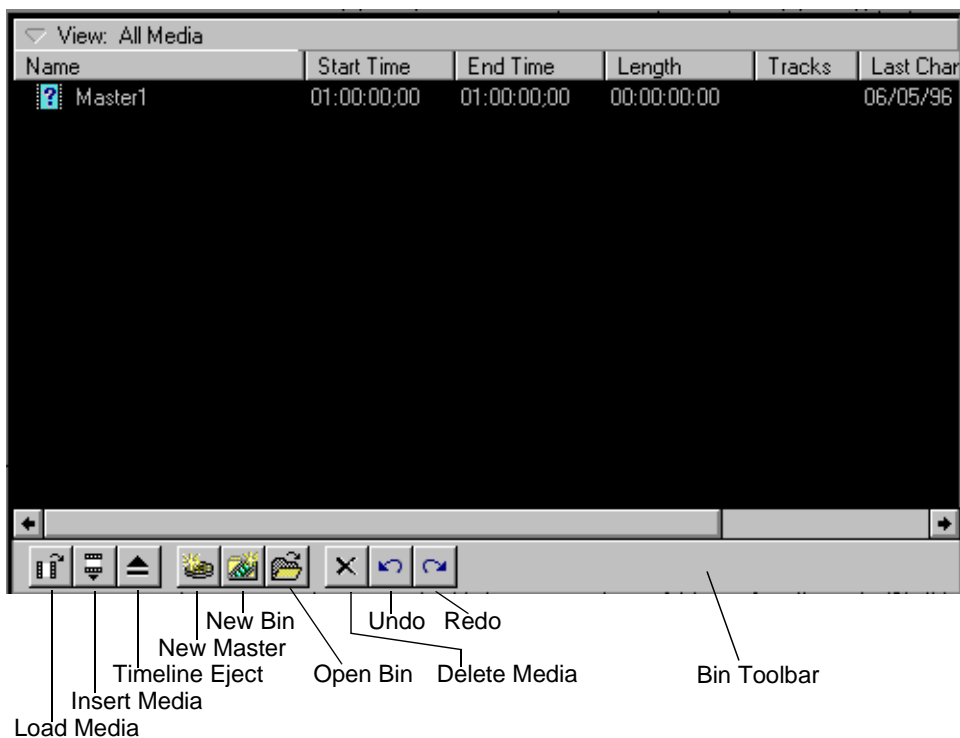 View: All Media
Name Start Time End Time Length Tracks Last Char
? Master1 01:00:00;00 01:00:00;00 00:00:00:00 06/05/96
New Bin Undo Redo
New Master
Timeline Eject Open Bin Delete Media Bin Toolbar
Insert Media
Load Media